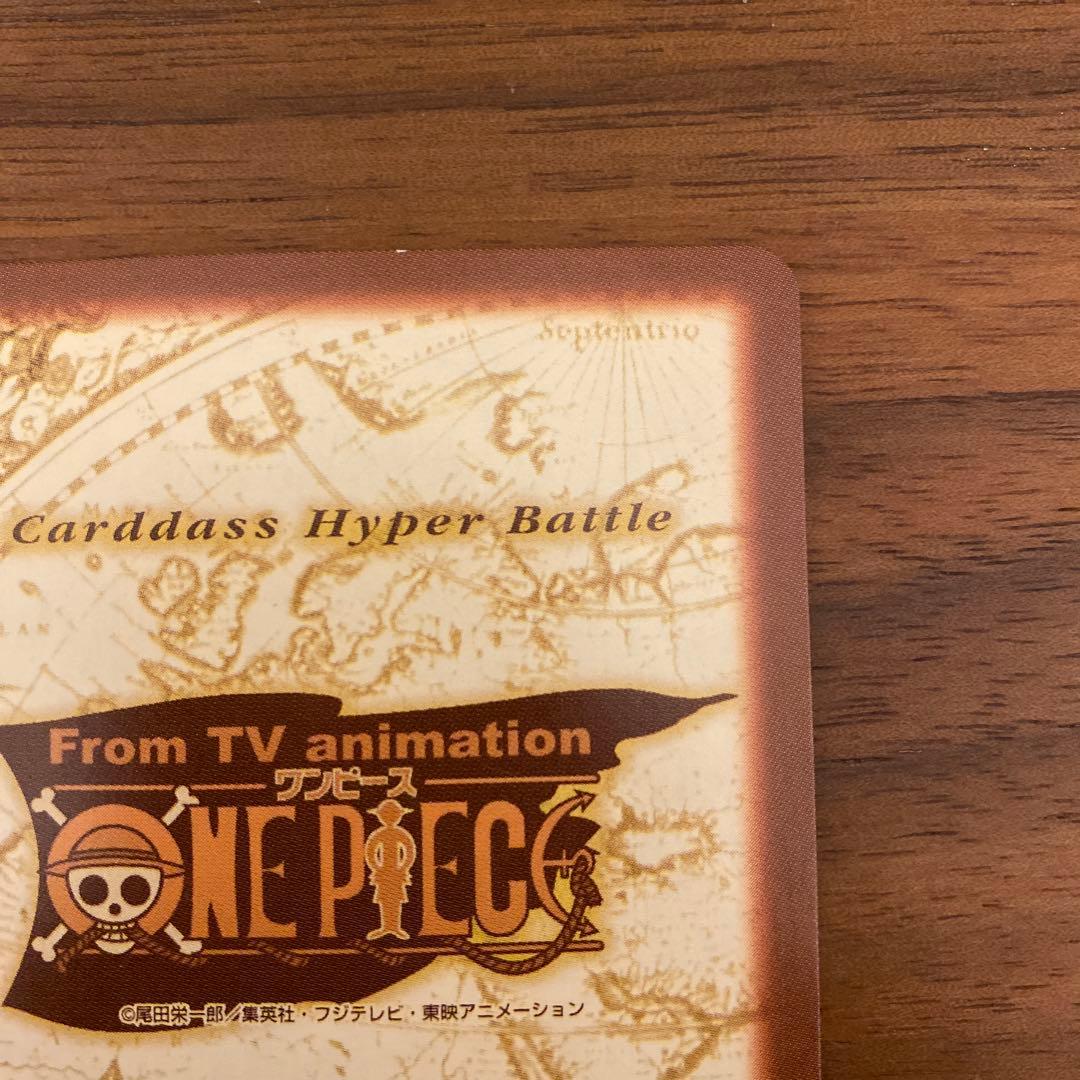 Septentrio
Carddass Hyper Battle
From TV animation
ワンピース
ONE PIECE
©尾田栄一郎／集英社・フジテレビ・東映アニメーション